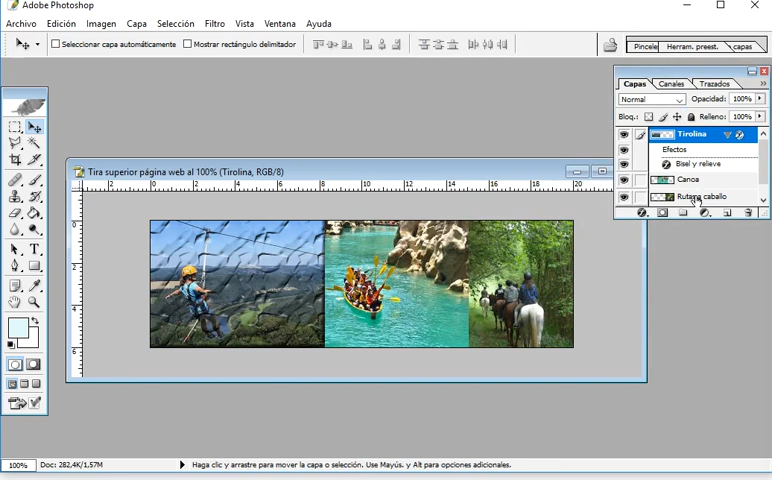 Adobe Photoshop
Archivo Edición Imagen Capa Selección Filtro Vista Ventana Ayuda
Seleccionar capa automáticamente Mostrar rectángulo delimitador
Pincele Herram. preest. capas
Capas Canales Trazados
Normal Opacidad: 100%
Bloq.: Relleno: 100%
Tirolina
Efectos
Bisel y relieve
Canoa
caballo
Tira superior página web al 100% (Tirolina, RGB/8)
2 0 2 4 6 8 10 12 14 16 18 20
0
2
4
6
100% Doc: 282,4K/1,57M Haga clic y arrastre para mover la capa o selección. Use Mayús. y Alt para opciones adicionales.